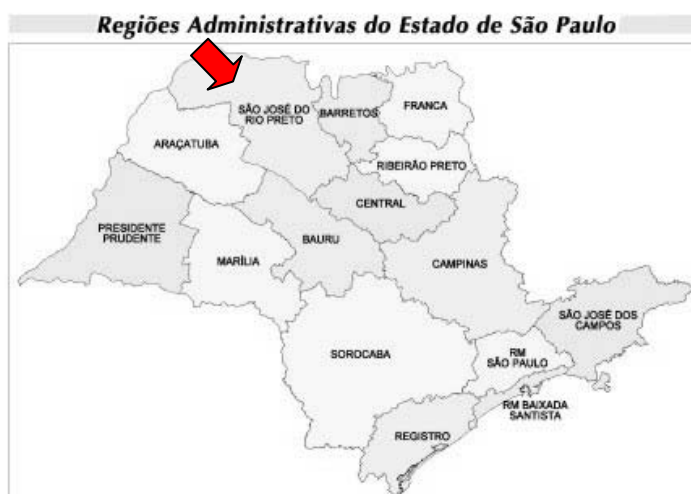 Regiões Administrativas do Estado de São Paulo
SÃO JOSÉ DO
RIO PRETO
BARRETOS
FRANCA
ARAÇATUBA
RIBEIRÃO PRETO
CENTRAL
PRESIDENTE
PRUDENTE
MARÍLIA
BAURU
CAMPINAS
SÃO JOSÉ DOS
CAMPOS
SOROCABA
RM
SÃO PAULO
RM BAIXADA
SANTISTA
REGISTRO